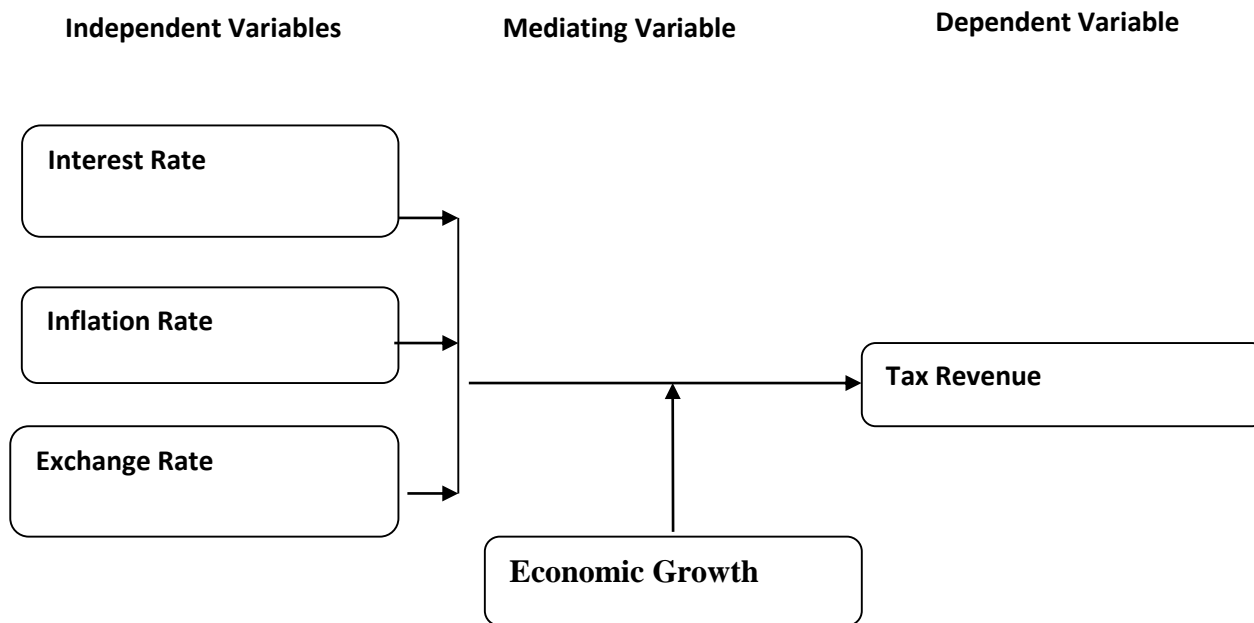 Independent Variables
Mediating Variable
Dependent Variable
Interest Rate
Inflation Rate
Tax Revenue
Exchange Rate
Economic Growth